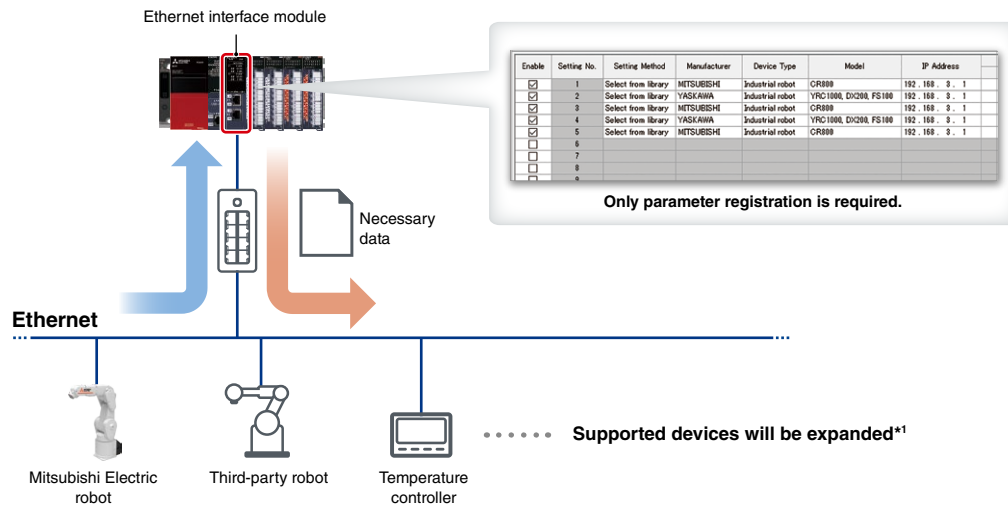 Ethernet interface module
Enable Setting No. Setting Method Manufacturer Device Type Model IP Address
1 Select from library MITSUBISHI Industrial robot CR800 192 . 168 . 3 . 1
2 Select from library YASKAWA Industrial robot YRC1000, DX200, FS100 192 . 168 . 3 . 1
3 Select from library MITSUBISHI Industrial robot CR800 192 . 168 . 3 . 1
4 Select from library YASKAWA Industrial robot YRC1000, DX200, FS100 192 . 168 . 3 . 1
5 Select from library MITSUBISHI Industrial robot CR800 192 . 168 . 3 . 1
6
7
8
9
Only parameter registration is required.
Necessary
data
Ethernet
Supported devices will be expanded*1
Mitsubishi Electric
robot
Third-party robot
Temperature
controller